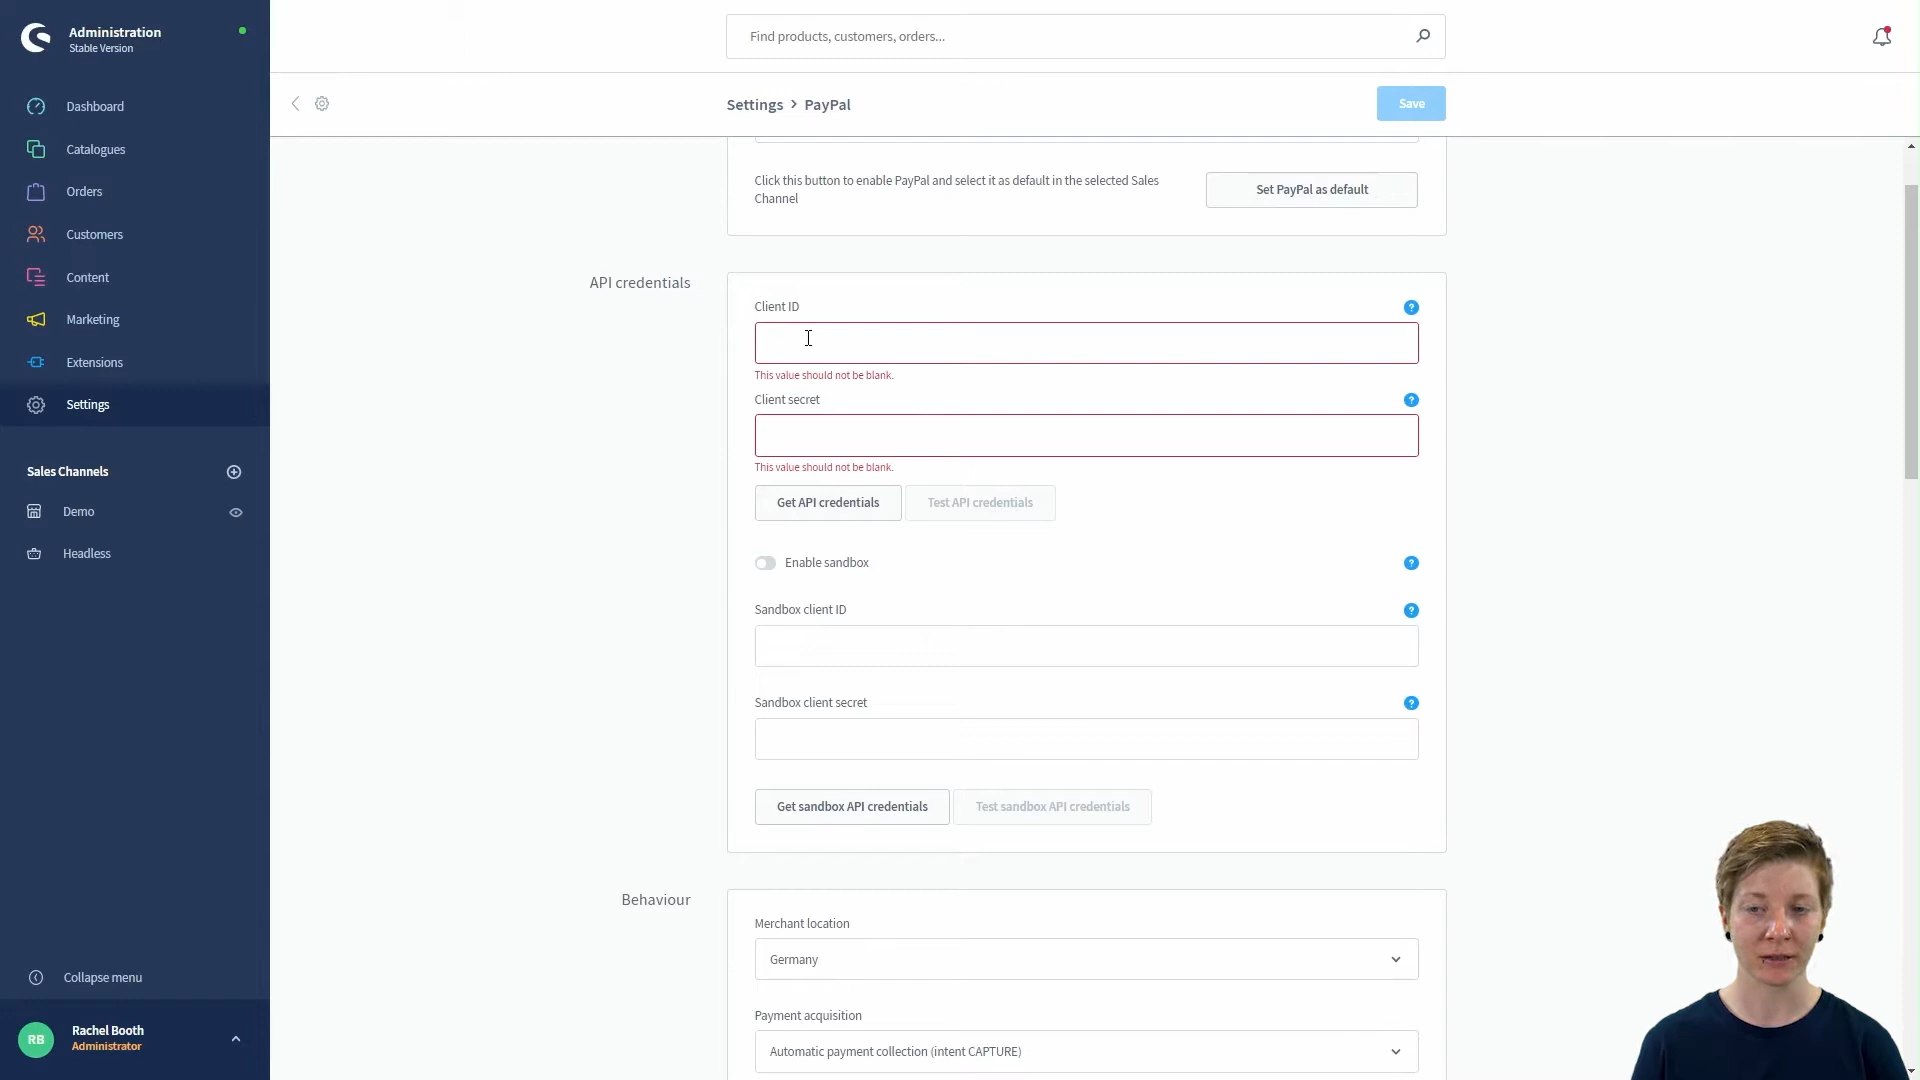 Administration
Stable Version
Dashboard
Catalogues
Orders
Customers
Content
Marketing
Extensions
Settings
Sales Channels
Demo
Headless
Collapse menu
RB
Rachel Booth
Administrator
Find products, customers, orders...
Settings > PayPal
Save
Click this button to enable PayPal and select it as default in the selected Sales
Channel
Set PayPal as default
API credentials
Client ID
?
This value should not be blank.
Client secret
?
This value should not be blank.
Get API credentials
Test API credentials
Enable sandbox
?
Sandbox client ID
?
Sandbox client secret
?
Get sandbox API credentials
Test sandbox API credentials
Behaviour
Merchant location
Germany
Payment acquisition
Automatic payment collection (intent CAPTURE)